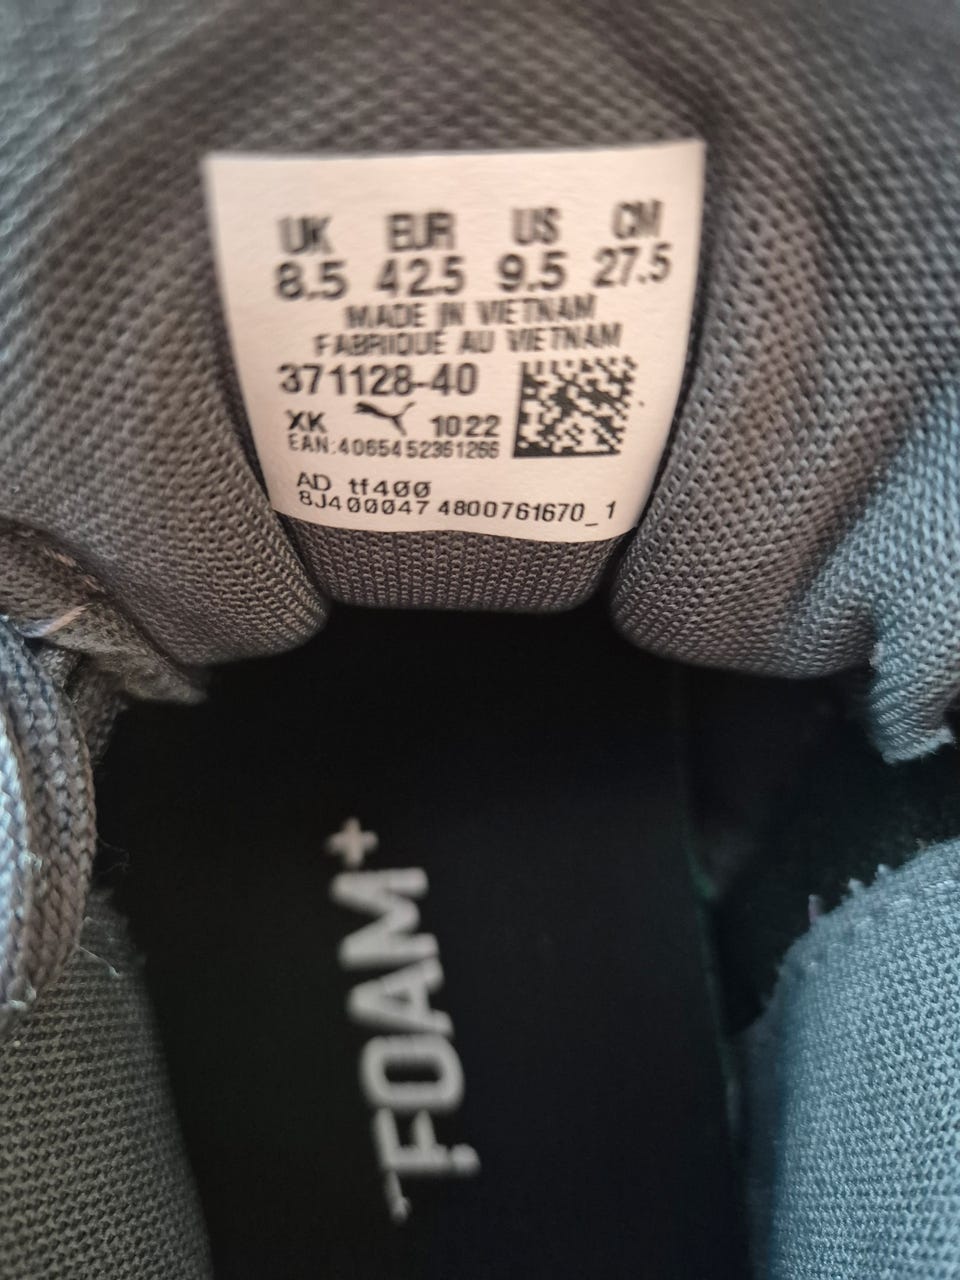 UK EUR US CM
8.5 42.5 9.5 27.5
MADE IN VIETNAM
FABRIQUE AU VIETNAM
371128-40
XK 1022
EAN:4065452361266
AD tf400
8J400047 4800761670_1
FOAM+